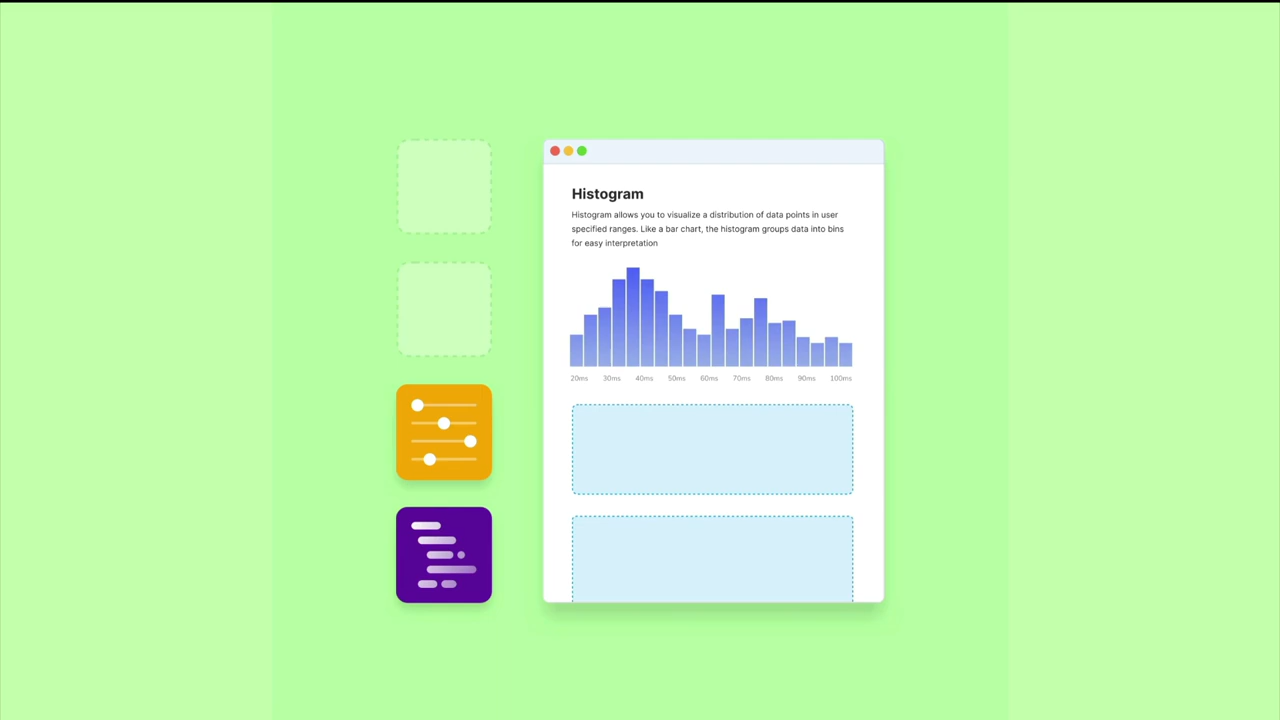 Histogram
Histogram allows you to visualize a distribution of data points in user
specified ranges. Like a bar chart, the histogram groups data into bins
for easy interpretation
20ms 30ms 40ms 50ms 60ms 70ms 80ms 90ms 100ms